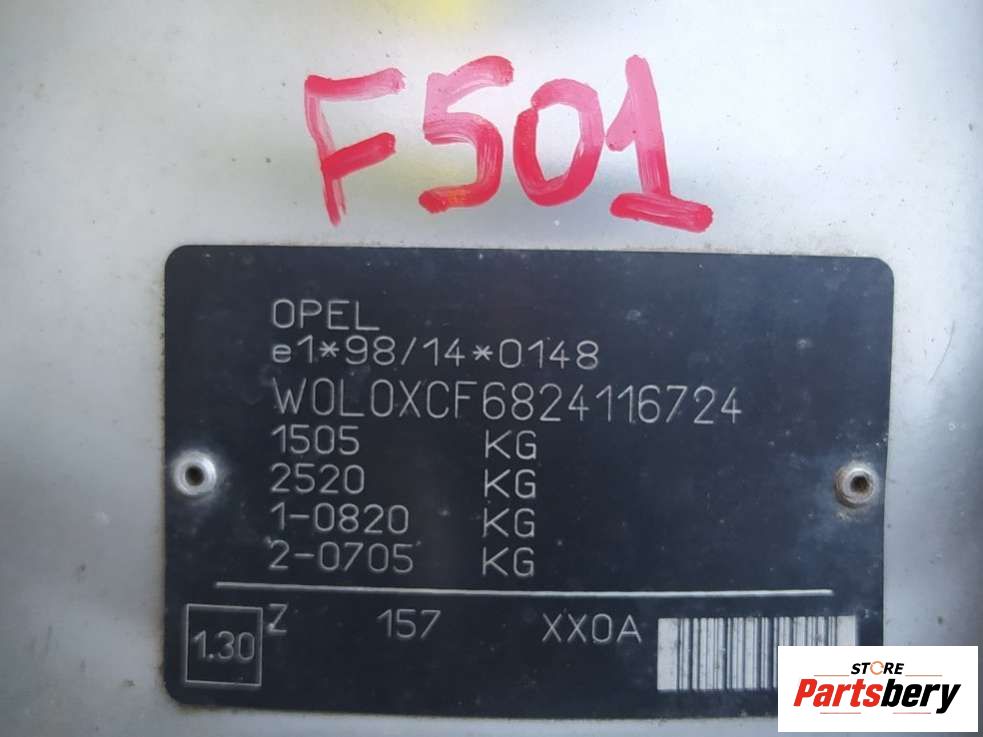 F501
OPEL
e1*98/14*0148
W0L0XCF6824116724
1505 KG
2520 KG
1-0820 KG
2-0705 KG
1.30 Z 157 XX0A
STORE
Partsbery